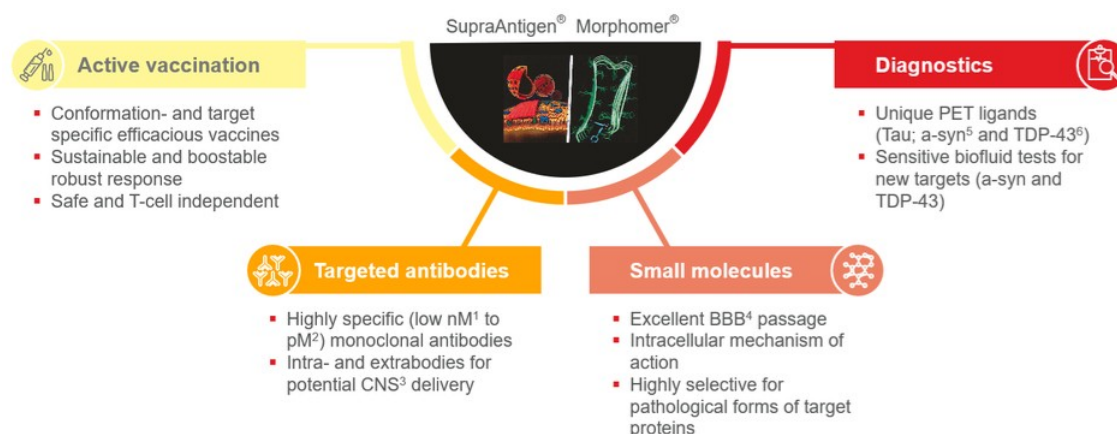 SupraAntigen® Morphomer®
Active vaccination
▪ Conformation- and target
specific efficacious vaccines
▪ Sustainable and boostable
robust response
▪ Safe and T-cell independent
Diagnostics
▪ Unique PET ligands
(Tau; a-syn⁵ and TDP-43⁶)
▪ Sensitive biofluid tests for
new targets (a-syn and
TDP-43)
Targeted antibodies
▪ Highly specific (low nM¹ to
pM²) monoclonal antibodies
▪ Intra- and extrabodies for
potential CNS³ delivery
Small molecules
▪ Excellent BBB⁴ passage
▪ Intracellular mechanism of
action
▪ Highly selective for
pathological forms of target
proteins